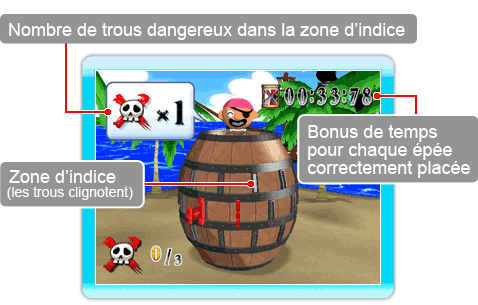 Nombre de trous dangereux dans la zone d'indice
×1
00:33:78
Bonus de temps
pour chaque épée
correctement placée
Zone d'indice
(les trous clignotent)
0/3